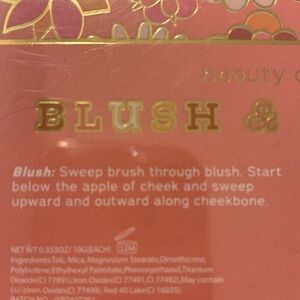 beauty
BLUSH &
Blush: Sweep brush through blush. Start
below the apple of cheek and sweep
upward and outward along cheekbone.
NET WT 0.353OZ/ 10G(EACH) 12M
Ingredients:Talc, Mica, Magnesium Stearate,Dimethicone,
Polybutene,Ethylhexyl Palmitate,Phenoxyethanol,Titanium
Dioxide(CI 77891),Iron Oxides(CI 77491,CI 77492),May contain
(+/-):Iron Oxides(CI 77499), Red 40 Lake(CI 16035);